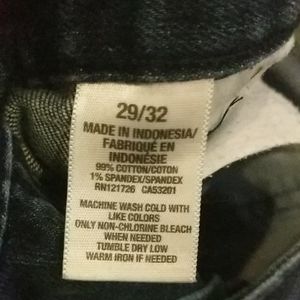 29/32
MADE IN INDONESIA/
FABRIQUÉ EN
INDONÉSIE
99% COTTON/COTON
1% SPANDEX/SPANDEX
RN121726 CA53201
MACHINE WASH COLD WITH
LIKE COLORS
ONLY NON-CHLORINE BLEACH
WHEN NEEDED
TUMBLE DRY LOW
WARM IRON IF NEEDED